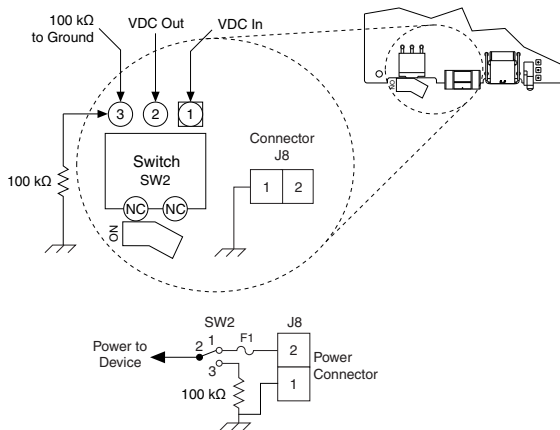 100 kΩ
to Ground
VDC Out
VDC In
3
2
1
100 kΩ
Switch
SW2
NC
NC
ON
Connector
J8
1
2
SW2
J8
F1
1
2
3
Power to
Device
100 kΩ
2
1
Power
Connector